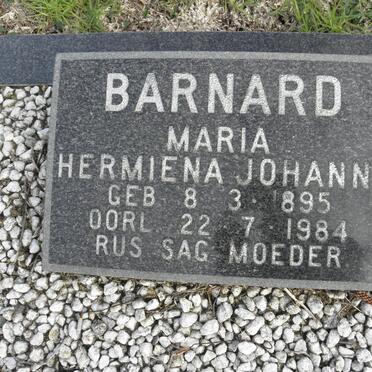 BARNARD
MARIA
HERMIENA JOHANN
GEB 8 3 1895
OORL 22 7 1984
RUS SAG MOEDER